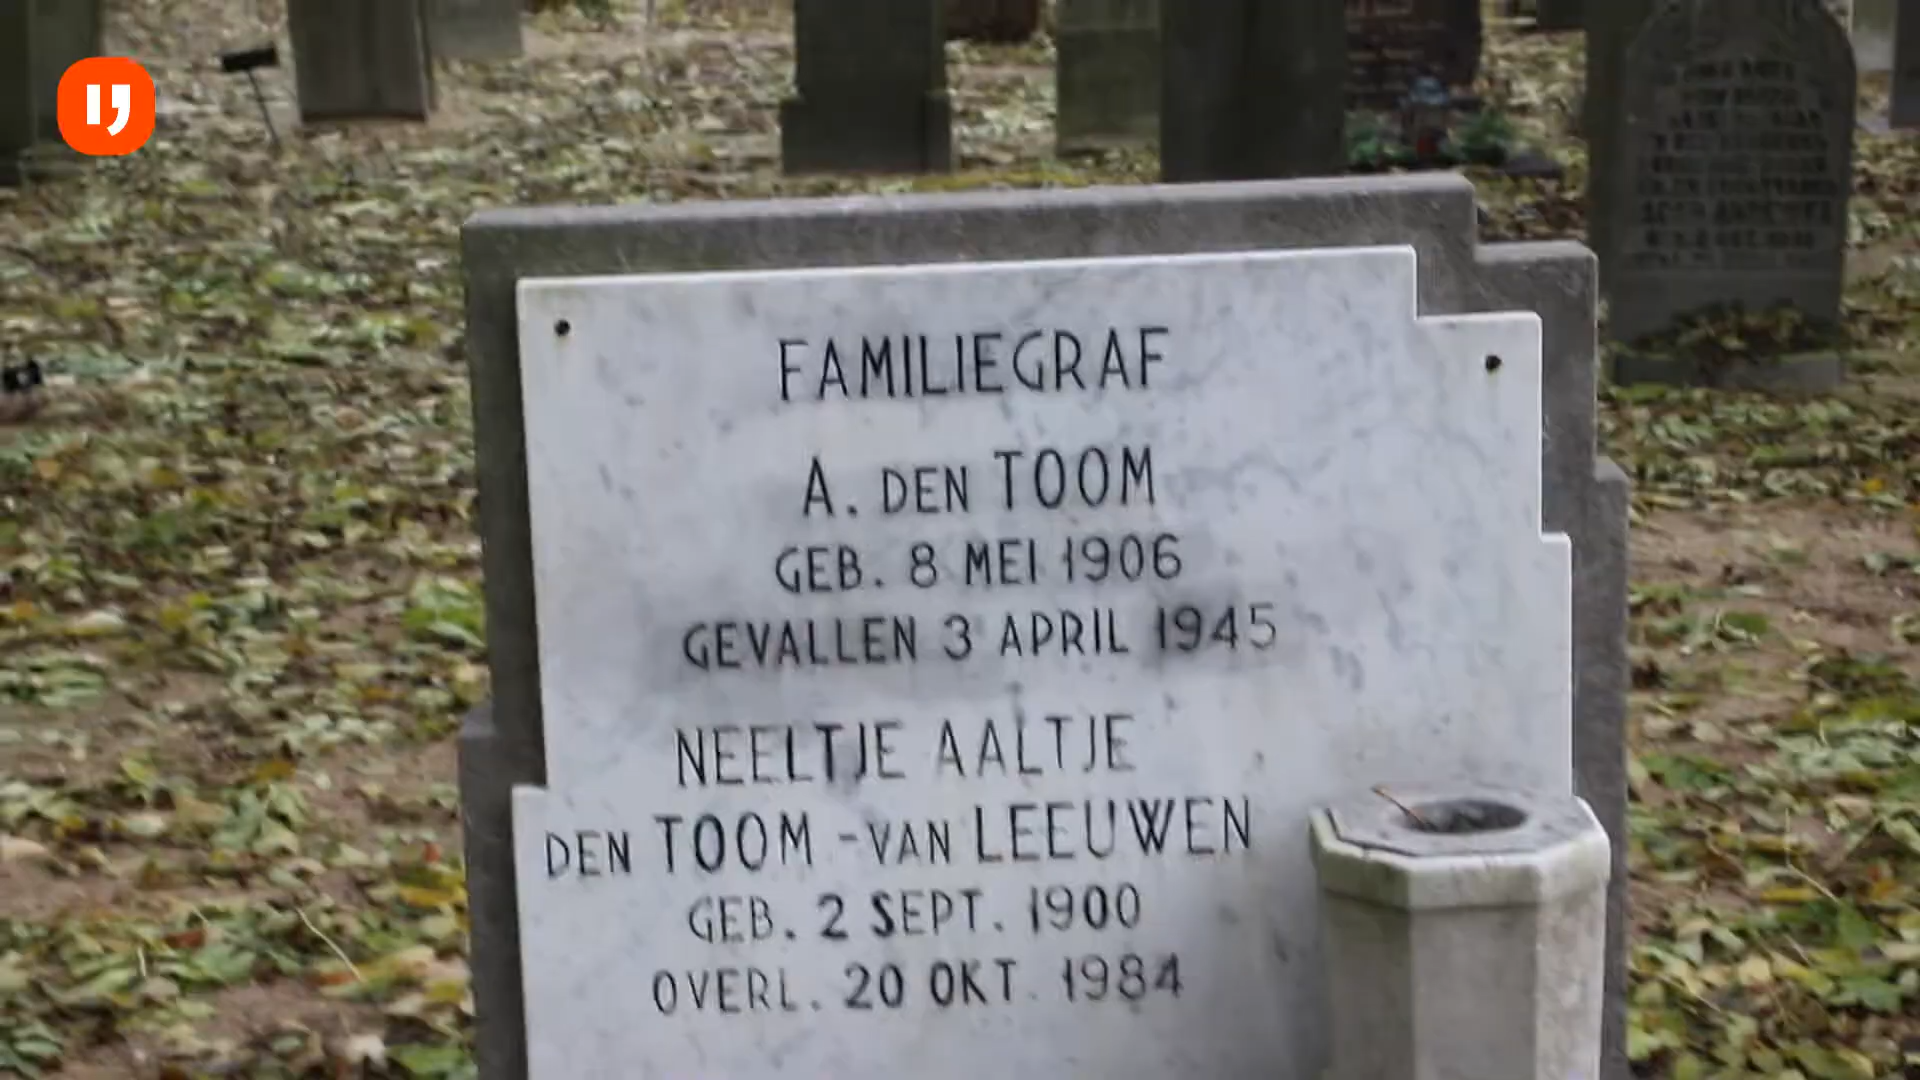 FAMILIEGRAF
A. DEN TOOM
GEB. 8 MEI 1906
GEVALLEN 3 APRIL 1945
NEELTJE AALTJE
DEN TOOM - VAN LEEUWEN
GEB. 2 SEPT. 1900
OVERL. 20 OKT. 1984